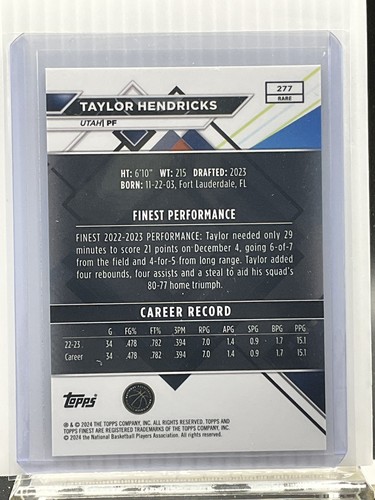 TAYLOR HENDRICKS
277
RARE
UTAH PF
HT: 6'10" WT: 215 DRAFTED: 2023
BORN: 11-22-03, Fort Lauderdale, FL
FINEST PERFORMANCE
FINEST 2022-2023 PERFORMANCE: Taylor needed only 29
minutes to score 21 points on December 4, going 6-of-7
from the field and 4-for-5 from long range. Taylor added
four rebounds, four assists and a steal to aid his squad's
80-77 home triumph.
CAREER RECORD
G FG% FT% 3PM RPG APG SPG BPG PPG
22-23 34 .478 .782 .394 7.0 1.4 0.9 1.7 15.1
Career 34 .478 .782 .394 7.0 1.4 0.9 1.7 15.1
Topps
® & © 2024 THE TOPPS COMPANY, INC. ALL RIGHTS RESERVED. TOPPS AND
TOPPS FINEST ARE REGISTERED TRADEMARKS OF THE TOPPS COMPANY, INC.
© 2024 the National Basketball Players Association. All rights reserved.